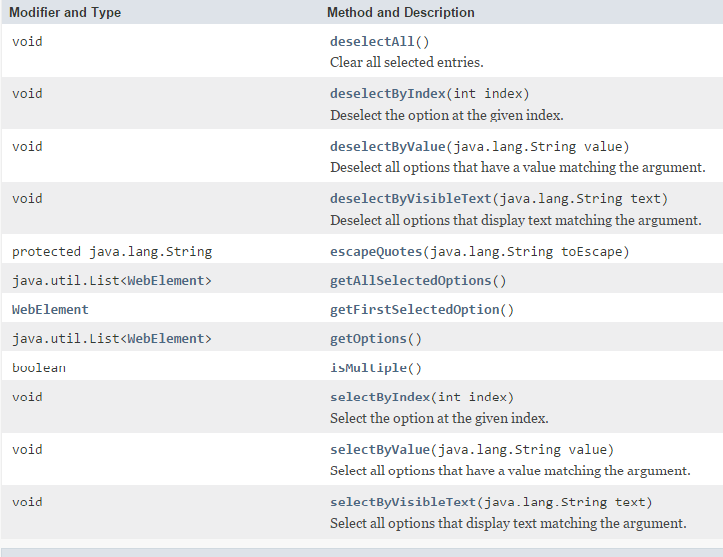 Modifier and Type Method and Description
void deselectAll()
Clear all selected entries.
void deselectByIndex(int index)
Deselect the option at the given index.
void deselectByValue(java.lang.String value)
Deselect all options that have a value matching the argument.
void deselectByVisibleText(java.lang.String text)
Deselect all options that display text matching the argument.
protected java.lang.String escapeQuotes(java.lang.String toEscape)
java.util.List<WebElement> getAllSelectedOptions()
WebElement getFirstSelectedOption()
java.util.List<WebElement> getOptions()
boolean isMultiple()
void selectByIndex(int index)
Select the option at the given index.
void selectByValue(java.lang.String value)
Select all options that have a value matching the argument.
void selectByVisibleText(java.lang.String text)
Select all options that display text matching the argument.